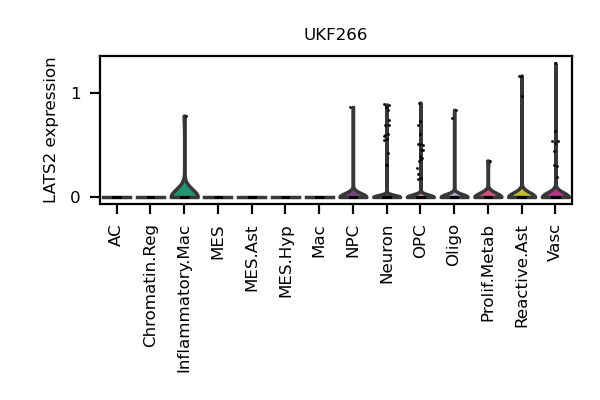 UKF266
LATS2 expression
1
0
AC
Chromatin.Reg
Inflammatory.Mac
MES
MES.Ast
MES.Hyp
Mac
NPC
Neuron
OPC
Oligo
Prolif.Metab
Reactive.Ast
Vasc